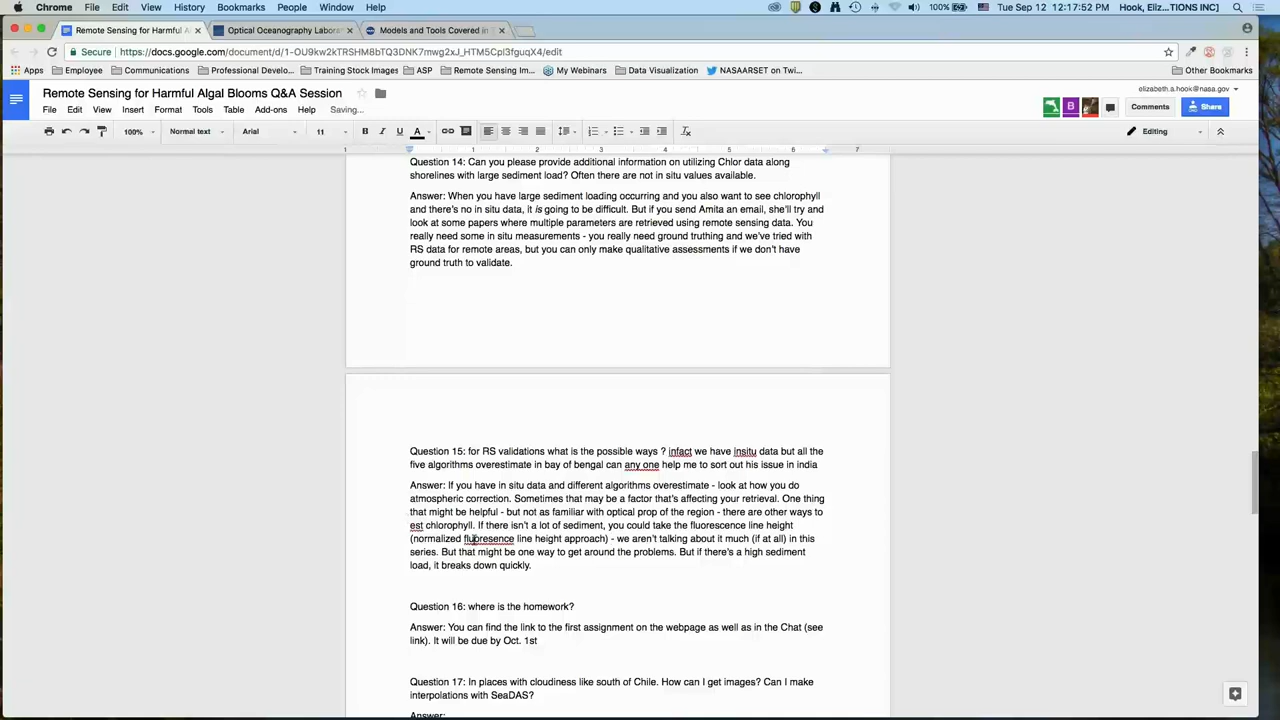 Chrome File Edit View History Bookmarks People Window Help 100% Tue Sep 12 12:17:52 PM Hook, Eliz...TIONS INC]
Remote Sensing for Harmful Al Optical Oceanography Labora Models and Tools Covered in
Secure https://docs.google.com/document/d/1-OU9kw2kTRSHM8bTQ3DNK7mwg2xJ_HTM5Cpl3fguqX4/edit
Apps Employee Communications Professional Develo... Training Stock Images ASP Remote Sensing Im... My Webinars Data Visualization NASAARSET on Twi... Other Bookmarks
elizabeth.a.hook@nasa.gov
Remote Sensing for Harmful Algal Blooms Q&A Session
File Edit View Insert Format Tools Table Add-ons Help Saving... B Comments Share
100% Normal text Arial 11 B I U A Editing
1 1 2 3 4 5 6 7
Question 14: Can you please provide additional information on utilizing Chlor data along
shorelines with large sediment load? Often there are not in situ values available.
Answer: When you have large sediment loading occurring and you also want to see chlorophyll
and there's no in situ data, it is going to be difficult. But if you send Amita an email, she'll try and
look at some papers where multiple parameters are retrieved using remote sensing data. You
really need some in situ measurements - you really need ground truthing and we've tried with
RS data for remote areas, but you can only make qualitative assessments if we don't have
ground truth to validate.
Question 15: for RS validations what is the possible ways ? infact we have insitu data but all the
five algorithms overestimate in bay of bengal can any one help me to sort out his issue in india
Answer: If you have in situ data and different algorithms overestimate - look at how you do
atmospheric correction. Sometimes that may be a factor that's affecting your retrieval. One thing
that might be helpful - but not as familiar with optical prop of the region - there are other ways to
est chlorophyll. If there isn't a lot of sediment, you could take the fluorescence line height
(normalized fluoresence line height approach) - we aren't talking about it much (if at all) in this
series. But that might be one way to get around the problems. But if there's a high sediment
load, it breaks down quickly.
Question 16: where is the homework?
Answer: You can find the link to the first assignment on the webpage as well as in the Chat (see
link). It will be due by Oct. 1st
Question 17: In places with cloudiness like south of Chile. How can I get images? Can I make
interpolations with SeaDAS?
Answer: